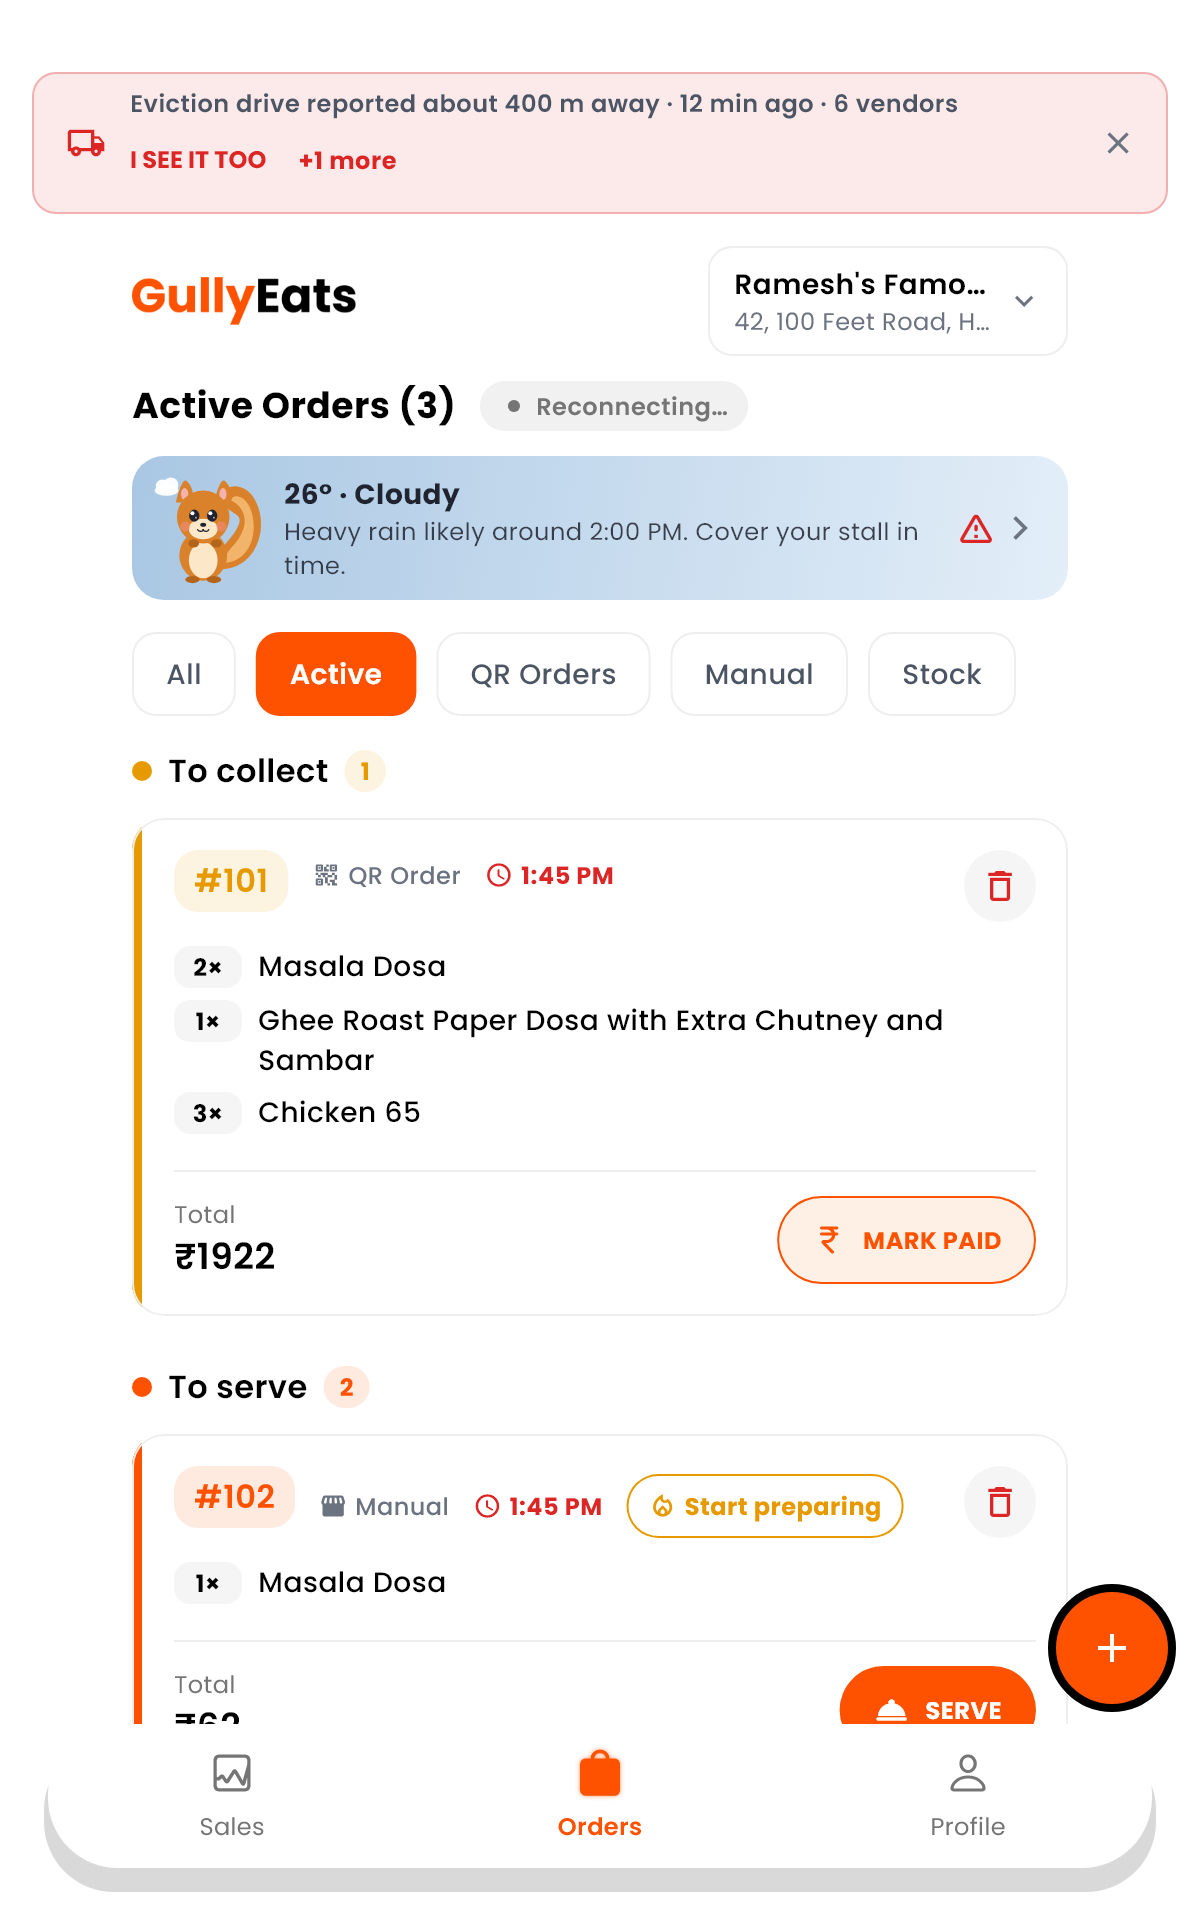 Eviction drive reported about 400 m away · 12 min ago · 6 vendors
I SEE IT TOO +1 more
GullyEats
Ramesh's Famo...
42, 100 Feet Road, H...
Active Orders (3)
Reconnecting...
26° · Cloudy
Heavy rain likely around 2:00 PM. Cover your stall in
time.
All
Active
QR Orders
Manual
Stock
To collect 1
#101 QR Order 1:45 PM
2× Masala Dosa
1× Ghee Roast Paper Dosa with Extra Chutney and
Sambar
3× Chicken 65
Total
₹1922
MARK PAID
To serve 2
#102 Manual 1:45 PM Start preparing
1× Masala Dosa
Total
₹62
SERVE
Sales
Orders
Profile